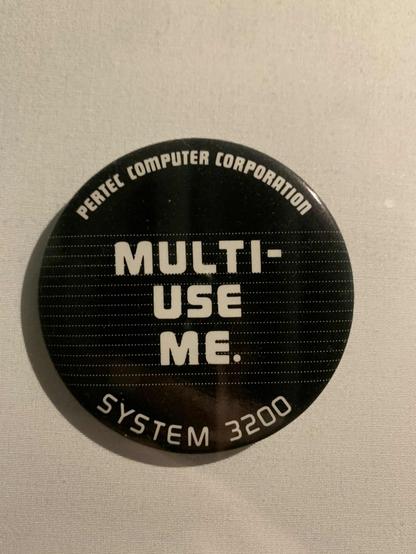 PERTEC COMPUTER CORPORATION
MULTI-
USE
ME.
SYSTEM 3200